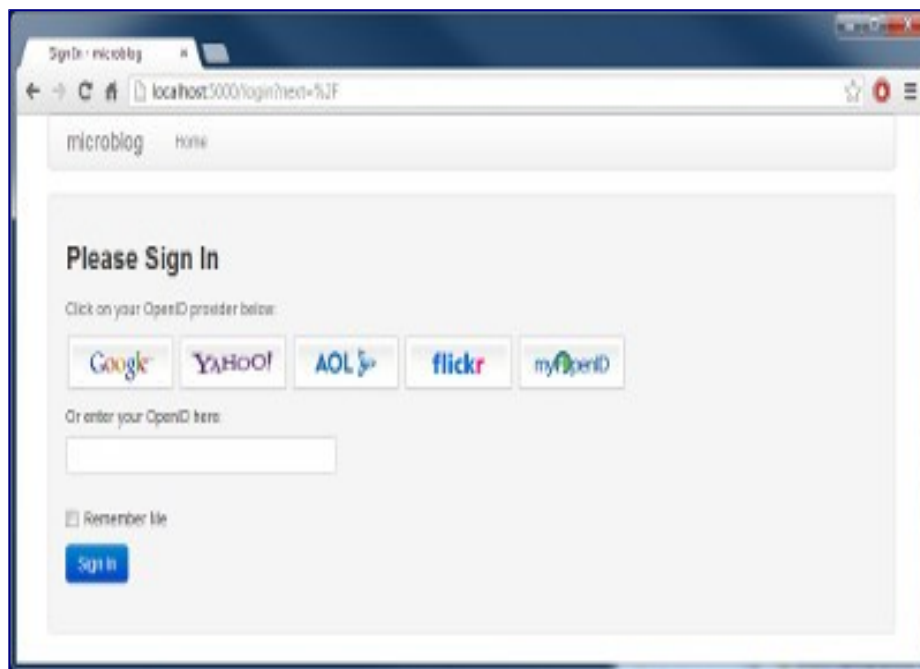 Sign In - microblog
localhost:5000/login?next=%2F
microblog Home
Please Sign In
Click on your OpenID provider below:
Google YAHOO! AOL flickr myOpenID
Or enter your OpenID here:
Remember Me
Sign In